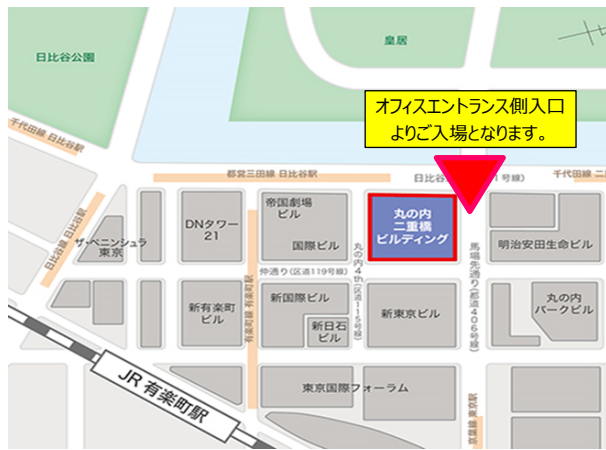 皇居
日比谷公園
オフィスエントランス側入口
よりご入場となります。
千代田線 日比谷駅
都営三田線 日比谷駅
日比谷
1号線)
千代田線 二
帝国劇場
ビル
丸の内
二重橋
ビルディング
DNタワー
21
国際ビル
ザ・ペニンシュラ
東京
日比谷線 日比谷駅
明治安田生命ビル
仲通り(区道119号線)
丸の内4th(区道115号線)
馬場先通り(都道406号線)
新有楽町
ビル
有楽町線 有楽町駅
新国際ビル
新日石
ビル
新東京ビル
丸の内
パークビル
JR 有楽町駅
東京国際フォーラム
京葉線 東京駅